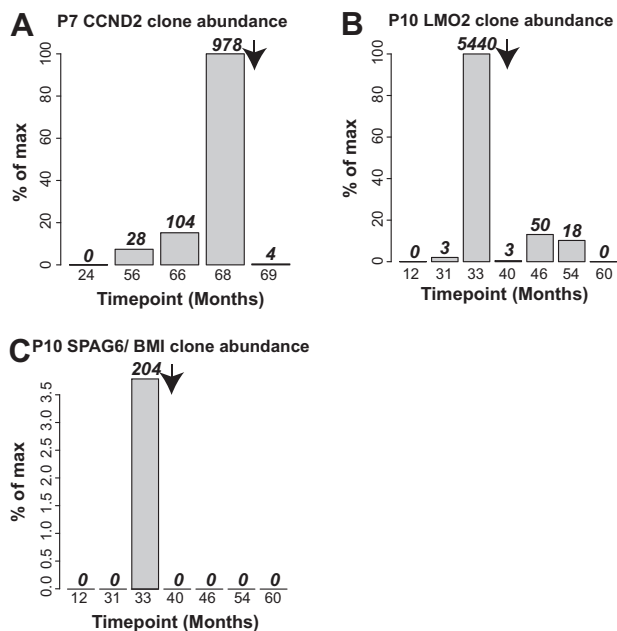 A P7 CCND2 clone abundance
% of max
0 20 40 60 80 100
0 28 104 978 4
24 56 66 68 69
Timepoint (Months)
B P10 LMO2 clone abundance
% of max
0 20 40 60 80 100
0 3 5440 3 50 18 0
12 31 33 40 46 54 60
Timepoint (Months)
C P10 SPAG6/ BMI clone abundance
% of max
0.0 0.5 1.0 1.5 2.0 2.5 3.0 3.5
0 0 204 0 0 0 0
12 31 33 40 46 54 60
Timepoint (Months)